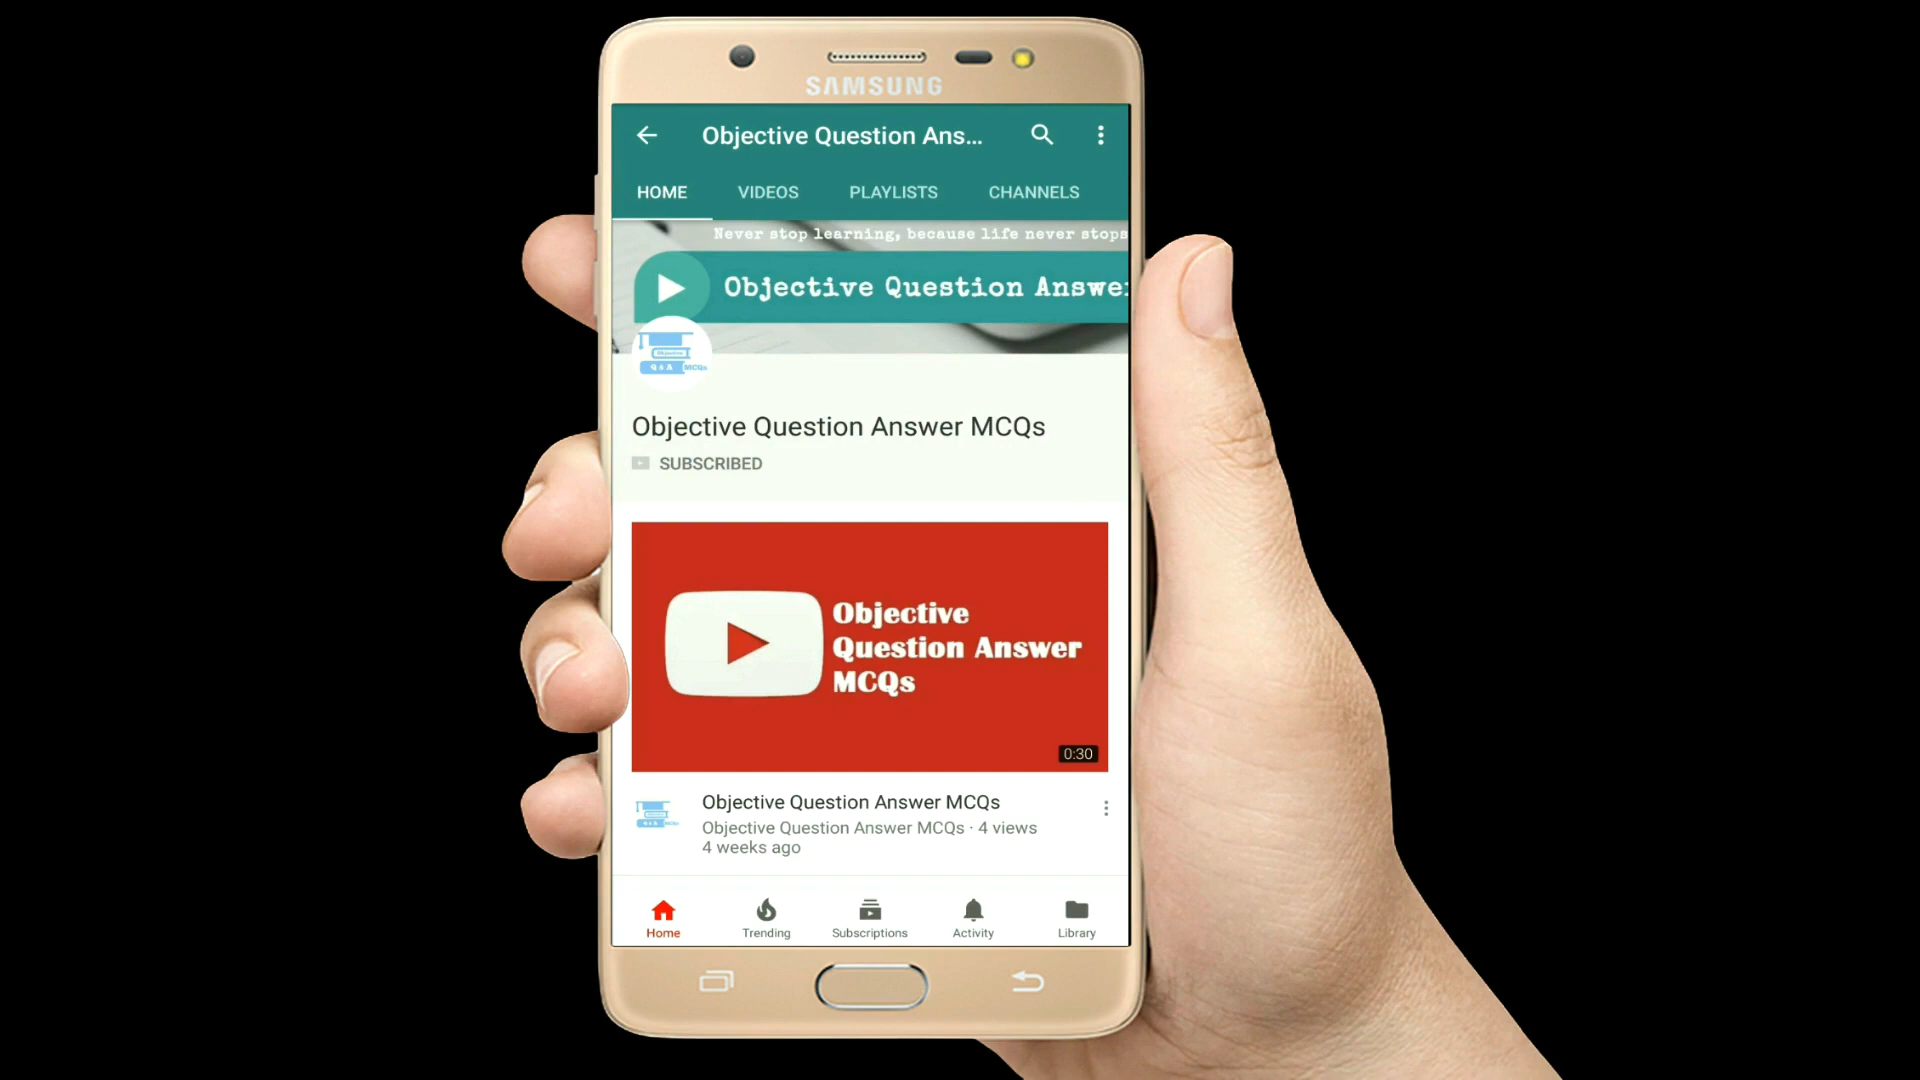 SAMSUNG
Objective Question Ans...
HOME VIDEOS PLAYLISTS CHANNELS
Never stop learning, because life never stops
Objective Question Answe
Objective
Q & A MCQs
Objective Question Answer MCQs
SUBSCRIBED
Objective
Question Answer
MCQs
0:30
Objective Question Answer MCQs
Objective Question Answer MCQs · 4 views
4 weeks ago
Home Trending Subscriptions Activity Library